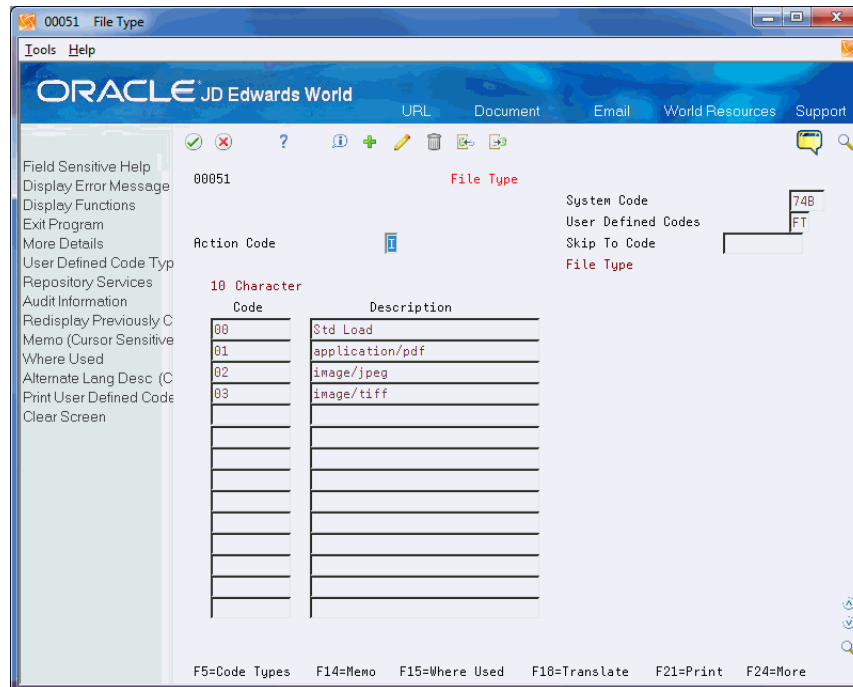 00051 File Type
Tools Help
ORACLE JD Edwards World
URL Document Email World Resources Support
Field Sensitive Help
Display Error Message
Display Functions
Exit Program
More Details
User Defined Code Typ
Repository Services
Audit Information
Redisplay Previously C
Memo (Cursor Sensitive
Where Used
Alternate Lang Desc (C
Print User Defined Code
Clear Screen
00051 File Type
System Code 74B
User Defined Codes FT
Action Code I Skip To Code
File Type
10 Character
Code Description
00 Std Load
01 application/pdf
02 image/jpeg
03 image/tiff
F5=Code Types F14=Memo F15=Where Used F18=Translate F21=Print F24=More